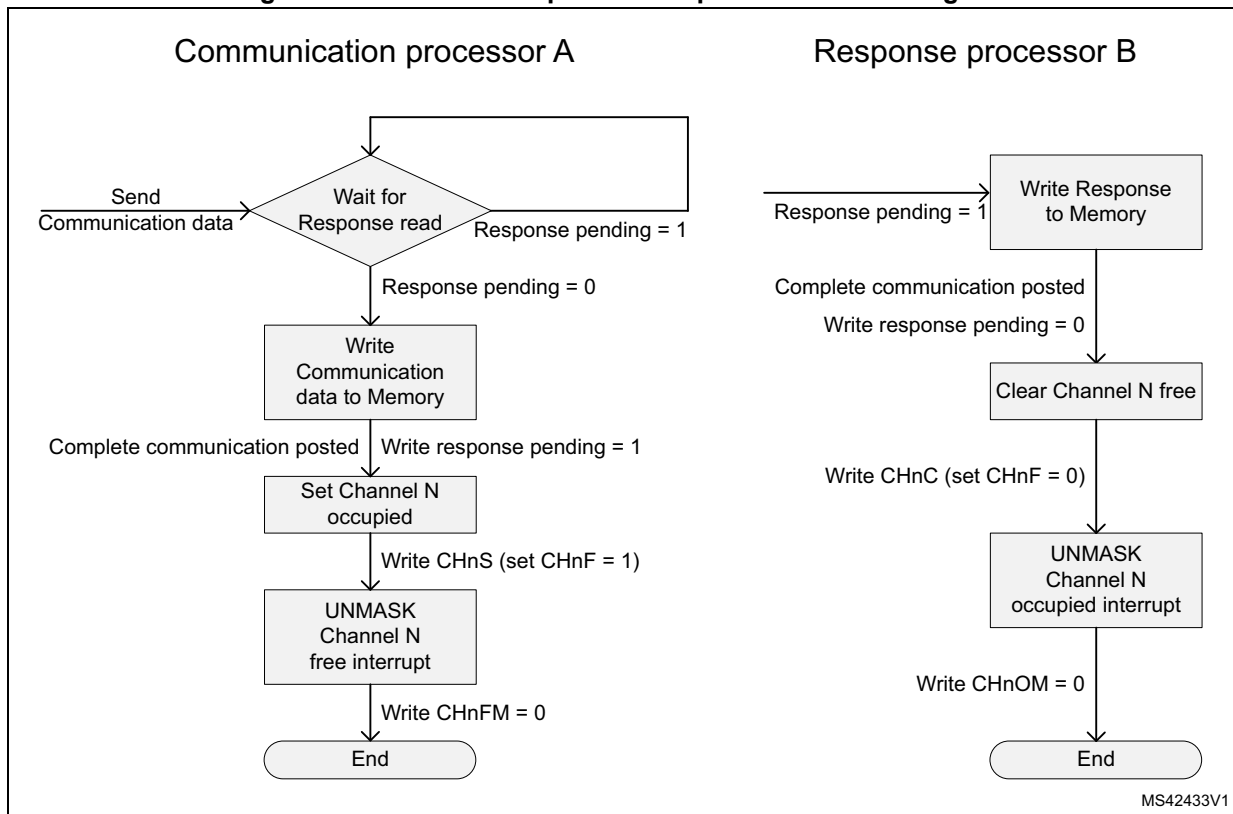 Communication processor A
Send
Communication data
Wait for
Response read
Response pending = 1
Response pending = 0
Write
Communication
data to Memory
Complete communication posted
Write response pending = 1
Set Channel N
occupied
Write CHnS (set CHnF = 1)
UNMASK
Channel N
free interrupt
Write CHnFM = 0
End
Response processor B
Response pending = 1
Write Response
to Memory
Complete communication posted
Write response pending = 0
Clear Channel N free
Write CHnC (set CHnF = 0)
UNMASK
Channel N
occupied interrupt
Write CHnOM = 0
End
MS42433V1